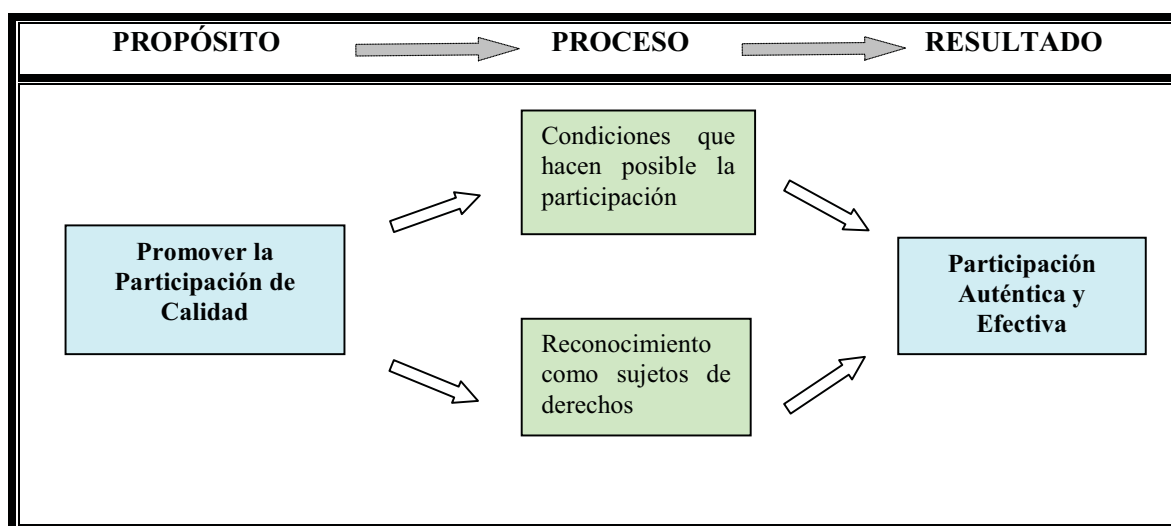 PROPÓSITO PROCESO RESULTADO
Condiciones que
hacen posible la
participación
Promover la
Participación de
Calidad
Participación
Auténtica y
Efectiva
Reconocimiento
como sujetos de
derechos